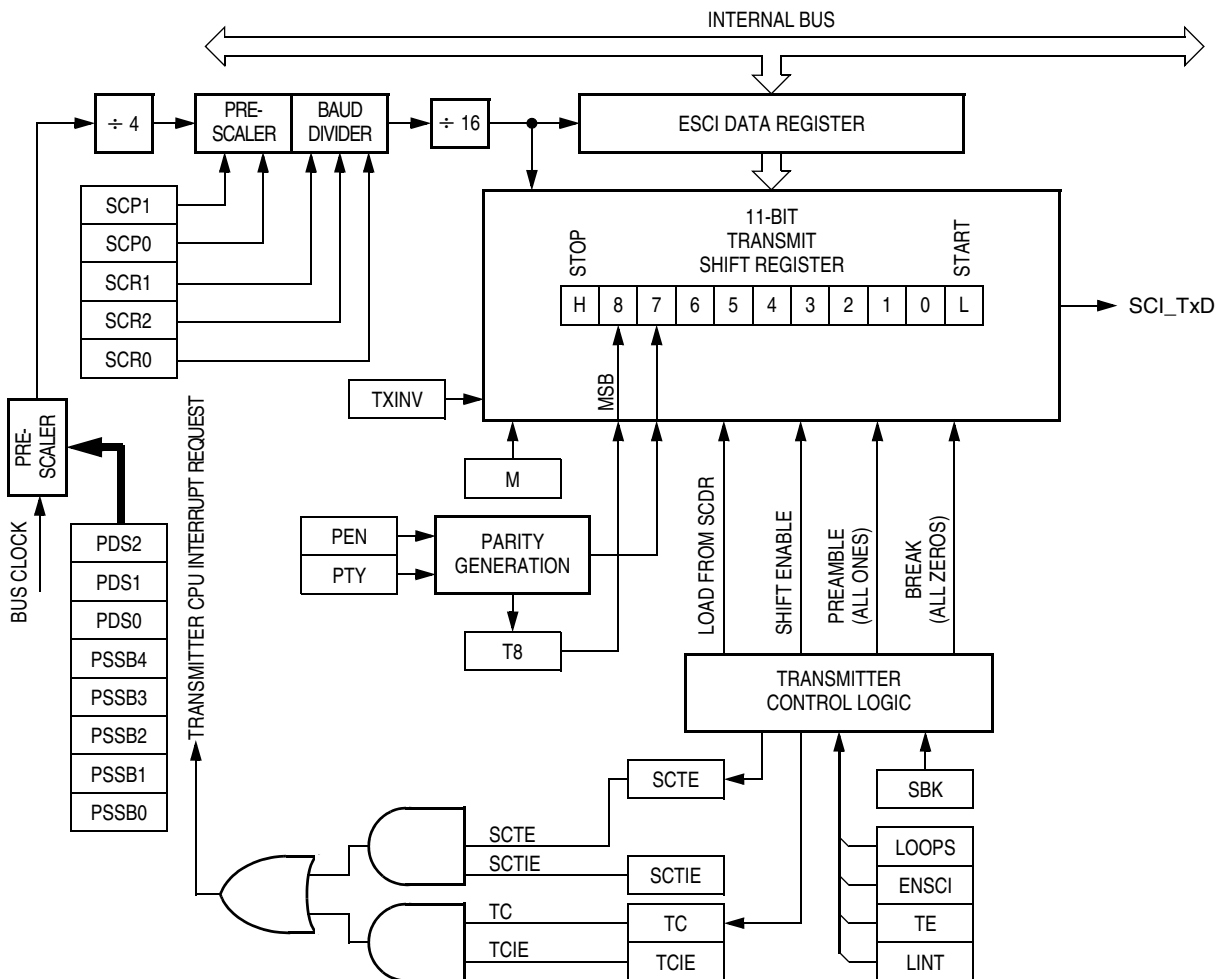 INTERNAL BUS
÷ 4
PRE-
SCALER
BAUD
DIVIDER
÷ 16
ESCI DATA REGISTER
SCP1
SCP0
SCR1
SCR2
SCR0
11-BIT
TRANSMIT
SHIFT REGISTER
STOP
START
H 8 7 6 5 4 3 2 1 0 L
SCI_TxD
MSB
TXINV
M
PRE-
SCALER
BUS CLOCK
TRANSMITTER CPU INTERRUPT REQUEST
PDS2
PDS1
PDS0
PSSB4
PSSB3
PSSB2
PSSB1
PSSB0
PEN
PTY
PARITY
GENERATION
T8
LOAD FROM SCDR
SHIFT ENABLE
PREAMBLE
(ALL ONES)
BREAK
(ALL ZEROS)
TRANSMITTER
CONTROL LOGIC
SCTE
SBK
SCTE
SCTIE
SCTIE
TC
TC
TCIE
TCIE
LOOPS
ENSCI
TE
LINT